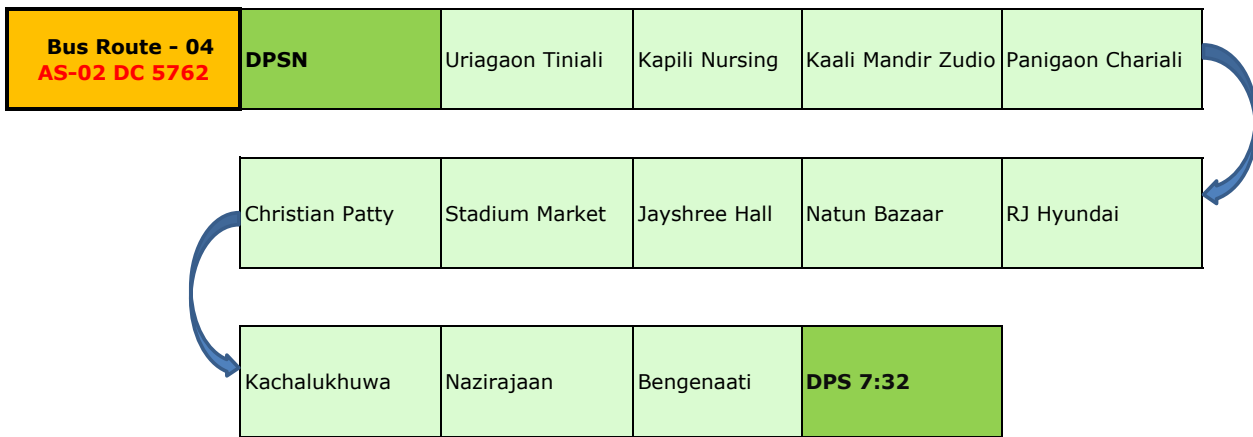 Bus Route - 04
AS-02 DC 5762
DPSN
Uriagaon Tiniali
Kapili Nursing
Kaali Mandir Zudio
Panigaon Chariali
Christian Patty
Stadium Market
Jayshree Hall
Natun Bazaar
RJ Hyundai
Kachalukhuwa
Nazirajaan
Bengenaati
DPS 7:32